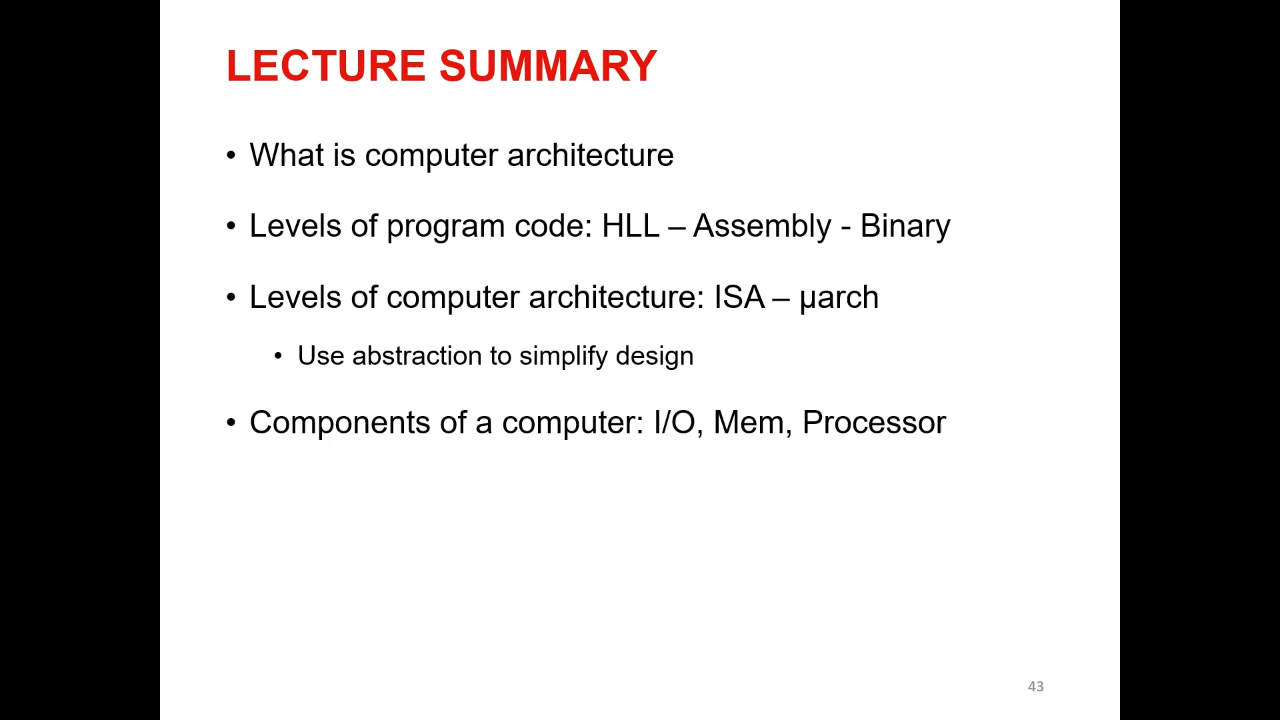 LECTURE SUMMARY
• What is computer architecture
• Levels of program code: HLL – Assembly - Binary
• Levels of computer architecture: ISA – µarch
• Use abstraction to simplify design
• Components of a computer: I/O, Mem, Processor
43